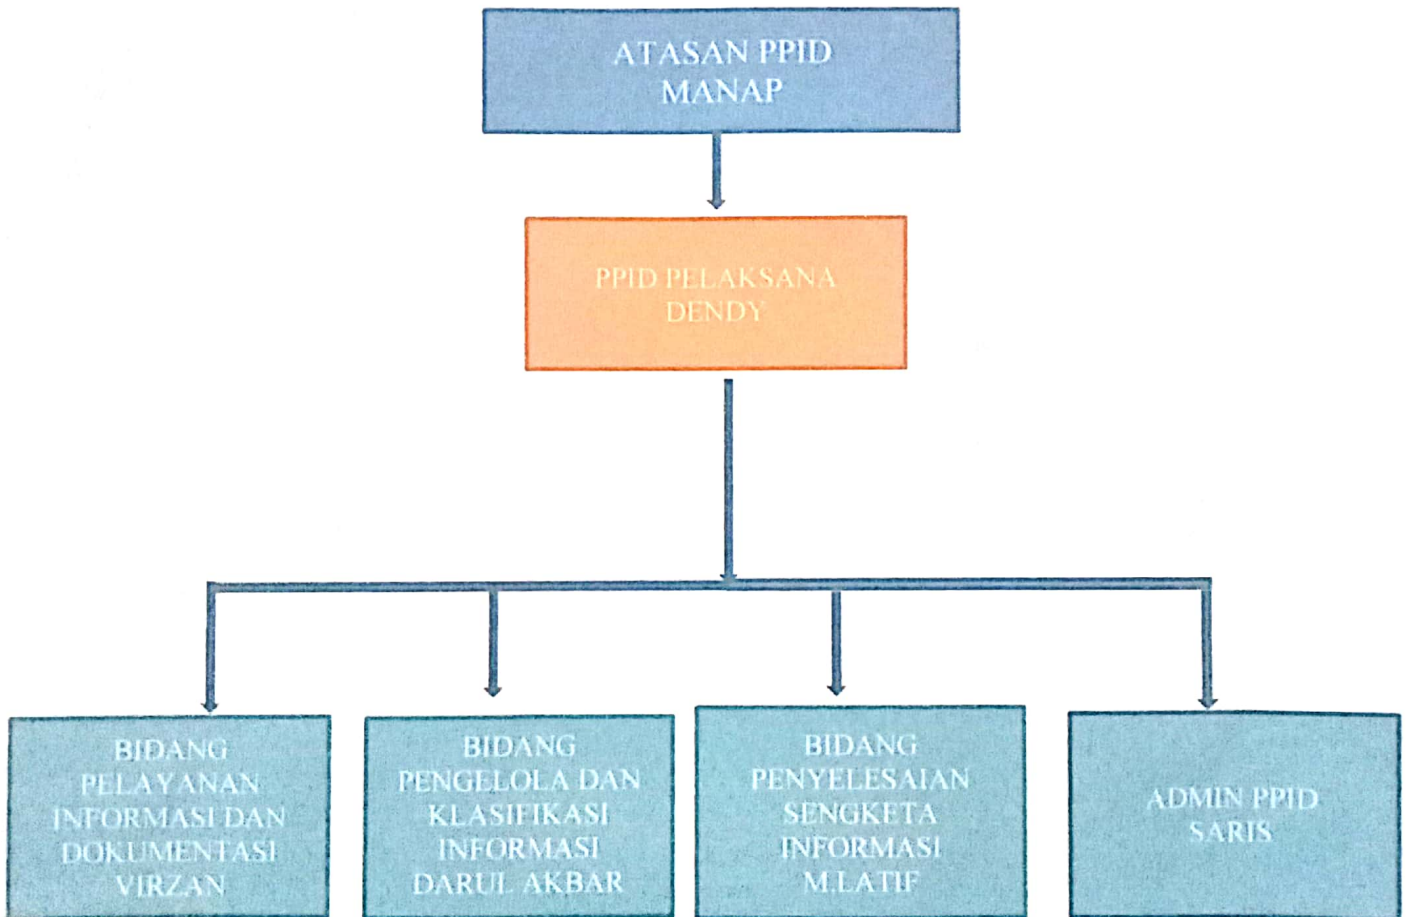 ATASAN PPID
MANAP
PPID PELAKSANA
DENDY
BIDANG
PELAYANAN
INFORMASI DAN
DOKUMENTASI
VIRZAN
BIDANG
PENGELOLA DAN
KLASIFIKASI
INFORMASI
DARUL AKBAR
BIDANG
PENYELESAIAN
SENGKETA
INFORMASI
M.LATIF
ADMIN PPID
SARIS